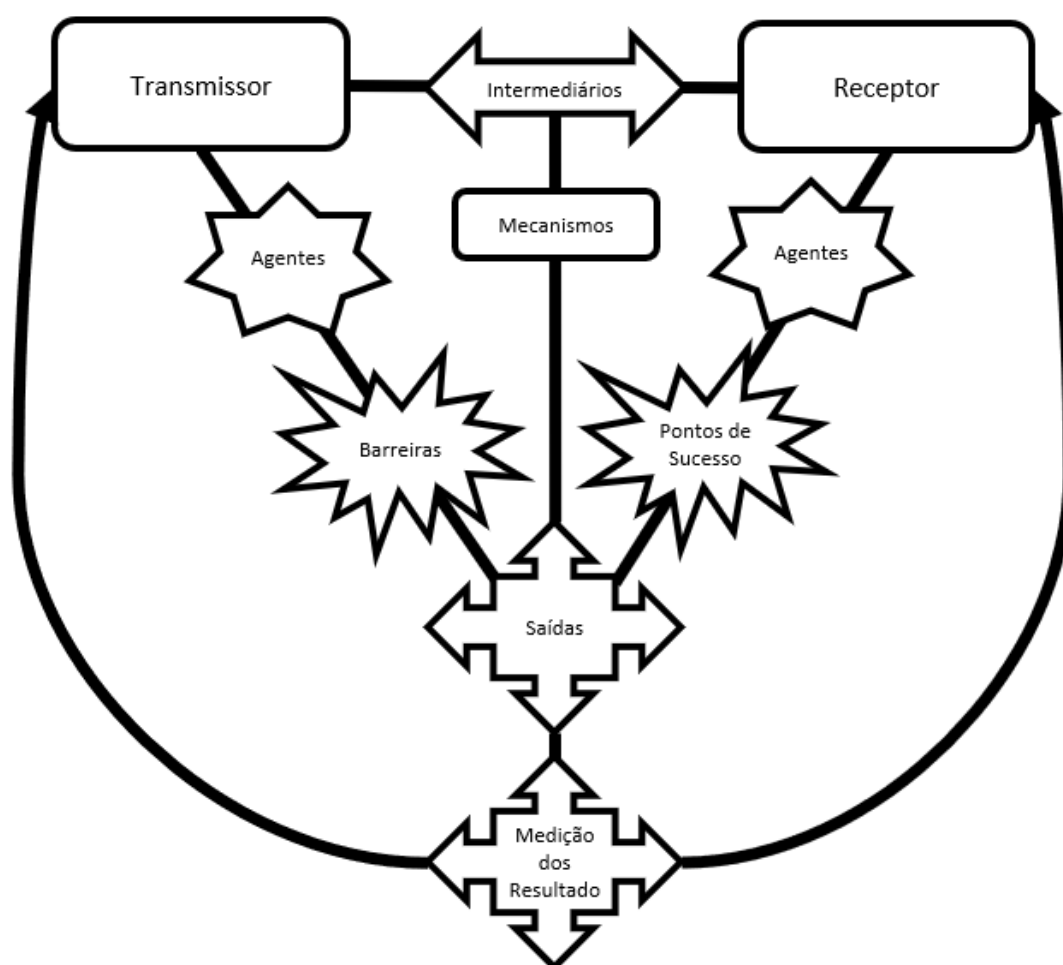 Transmissor
Intermediários
Receptor
Mecanismos
Agentes
Agentes
Barreiras
Pontos de
Sucesso
Saídas
Medição
dos
Resultado